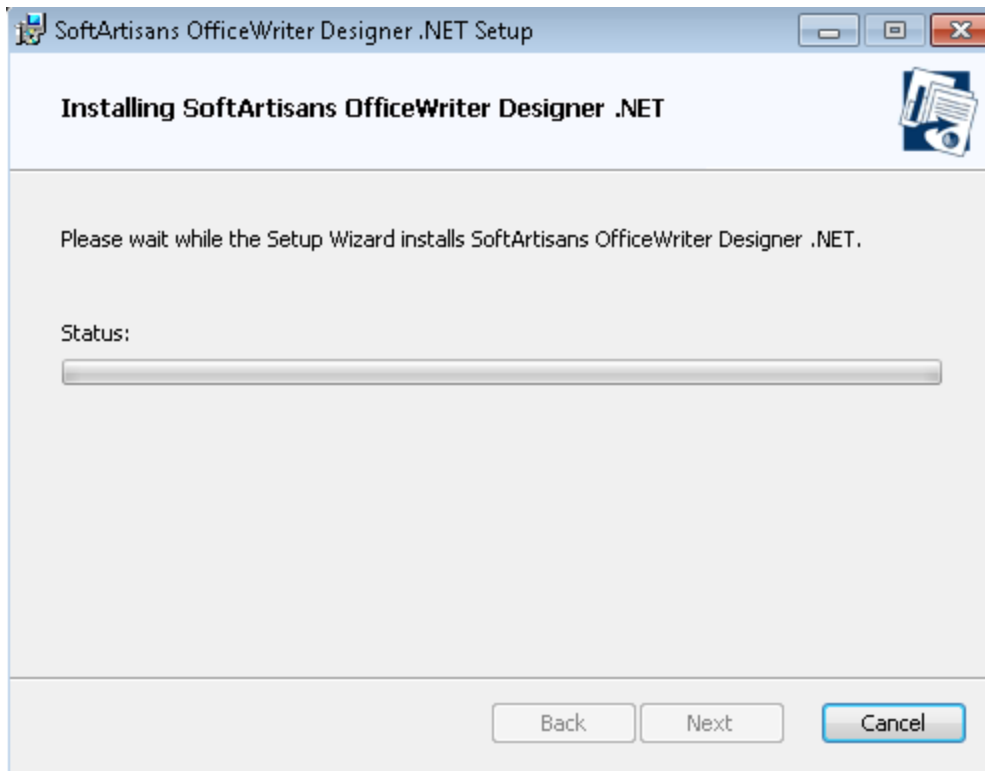 SoftArtisans OfficeWriter Designer .NET Setup
Installing SoftArtisans OfficeWriter Designer .NET
Please wait while the Setup Wizard installs SoftArtisans OfficeWriter Designer .NET.
Status:
Back Next Cancel